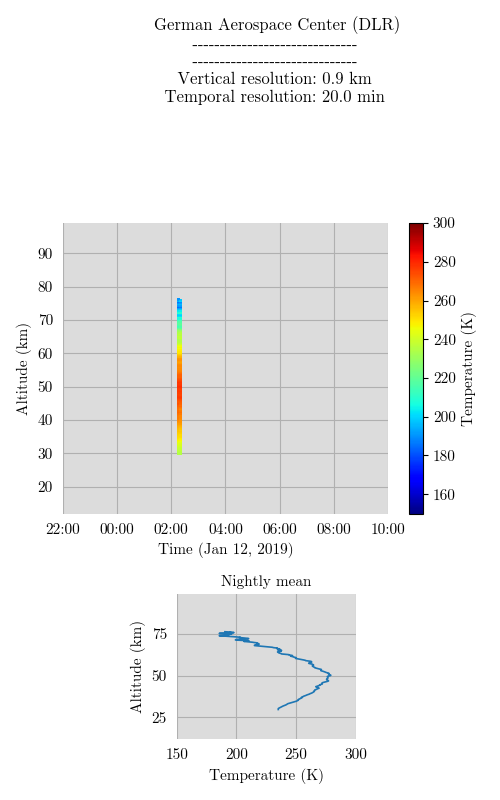 German Aerospace Center (DLR)
------------------------------
------------------------------
Vertical resolution: 0.9 km
Temporal resolution: 20.0 min
90
80
70
60
50
40
30
20
Altitude (km)
22:00 00:00 02:00 04:00 06:00 08:00 10:00
Time (Jan 12, 2019)
300
280
260
240
220
200
180
160
Temperature (K)
Nightly mean
75
50
25
Altitude (km)
150 200 250 300
Temperature (K)